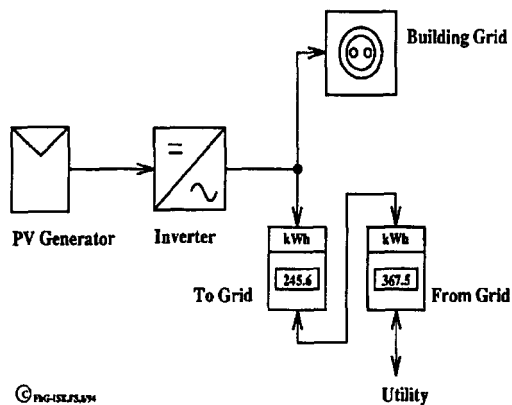 Building Grid
PV Generator
Inverter
kWh
245.6
To Grid
kWh
367.5
From Grid
Utility